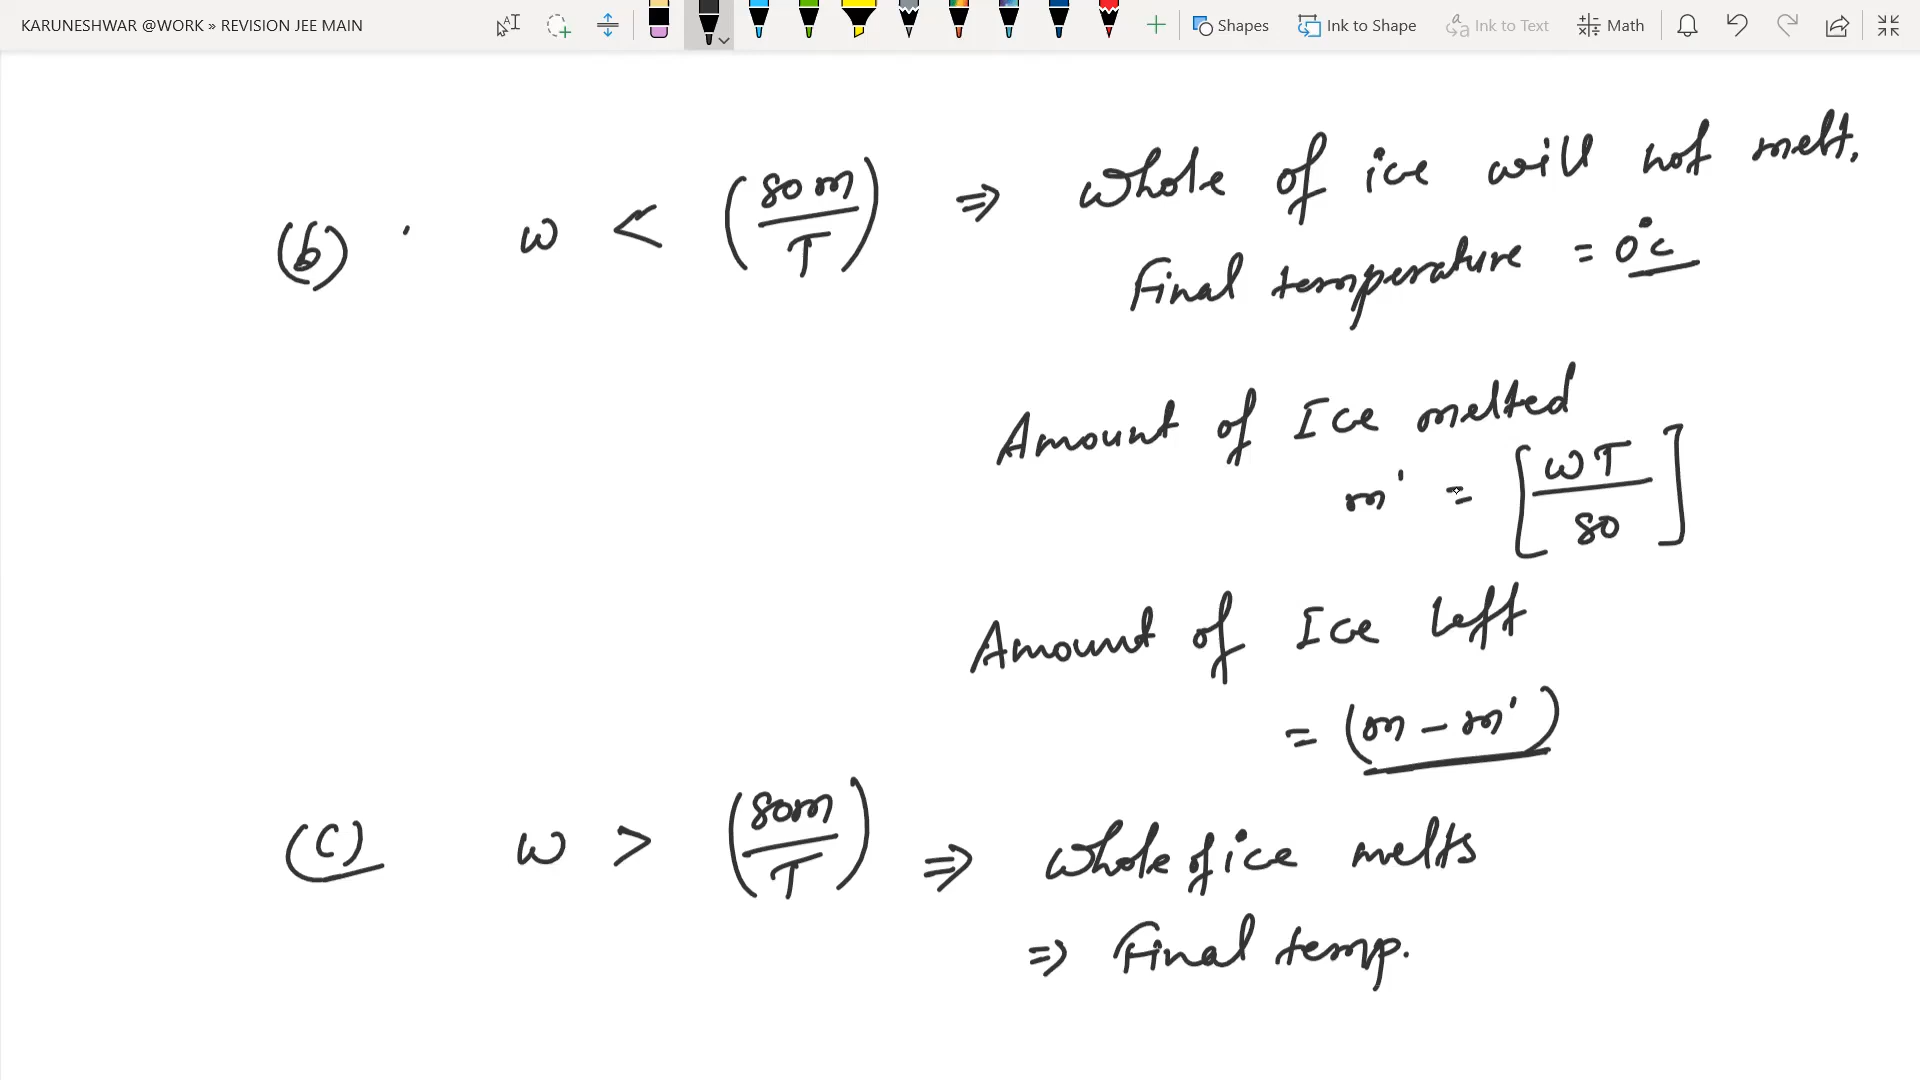 KARUNESHWAR @WORK » REVISION JEE MAIN
Shapes Ink to Shape Ink to Text Math
(b) . w < (80m/T) ⇒ Whole of ice will not melt.
Final temperature = 0°c
Amount of Ice melted
m' = [wT/80]
Amount of Ice left
= (m - m')
(c) w > (80m/T) ⇒ Whole of ice melts
⇒ Final temp.